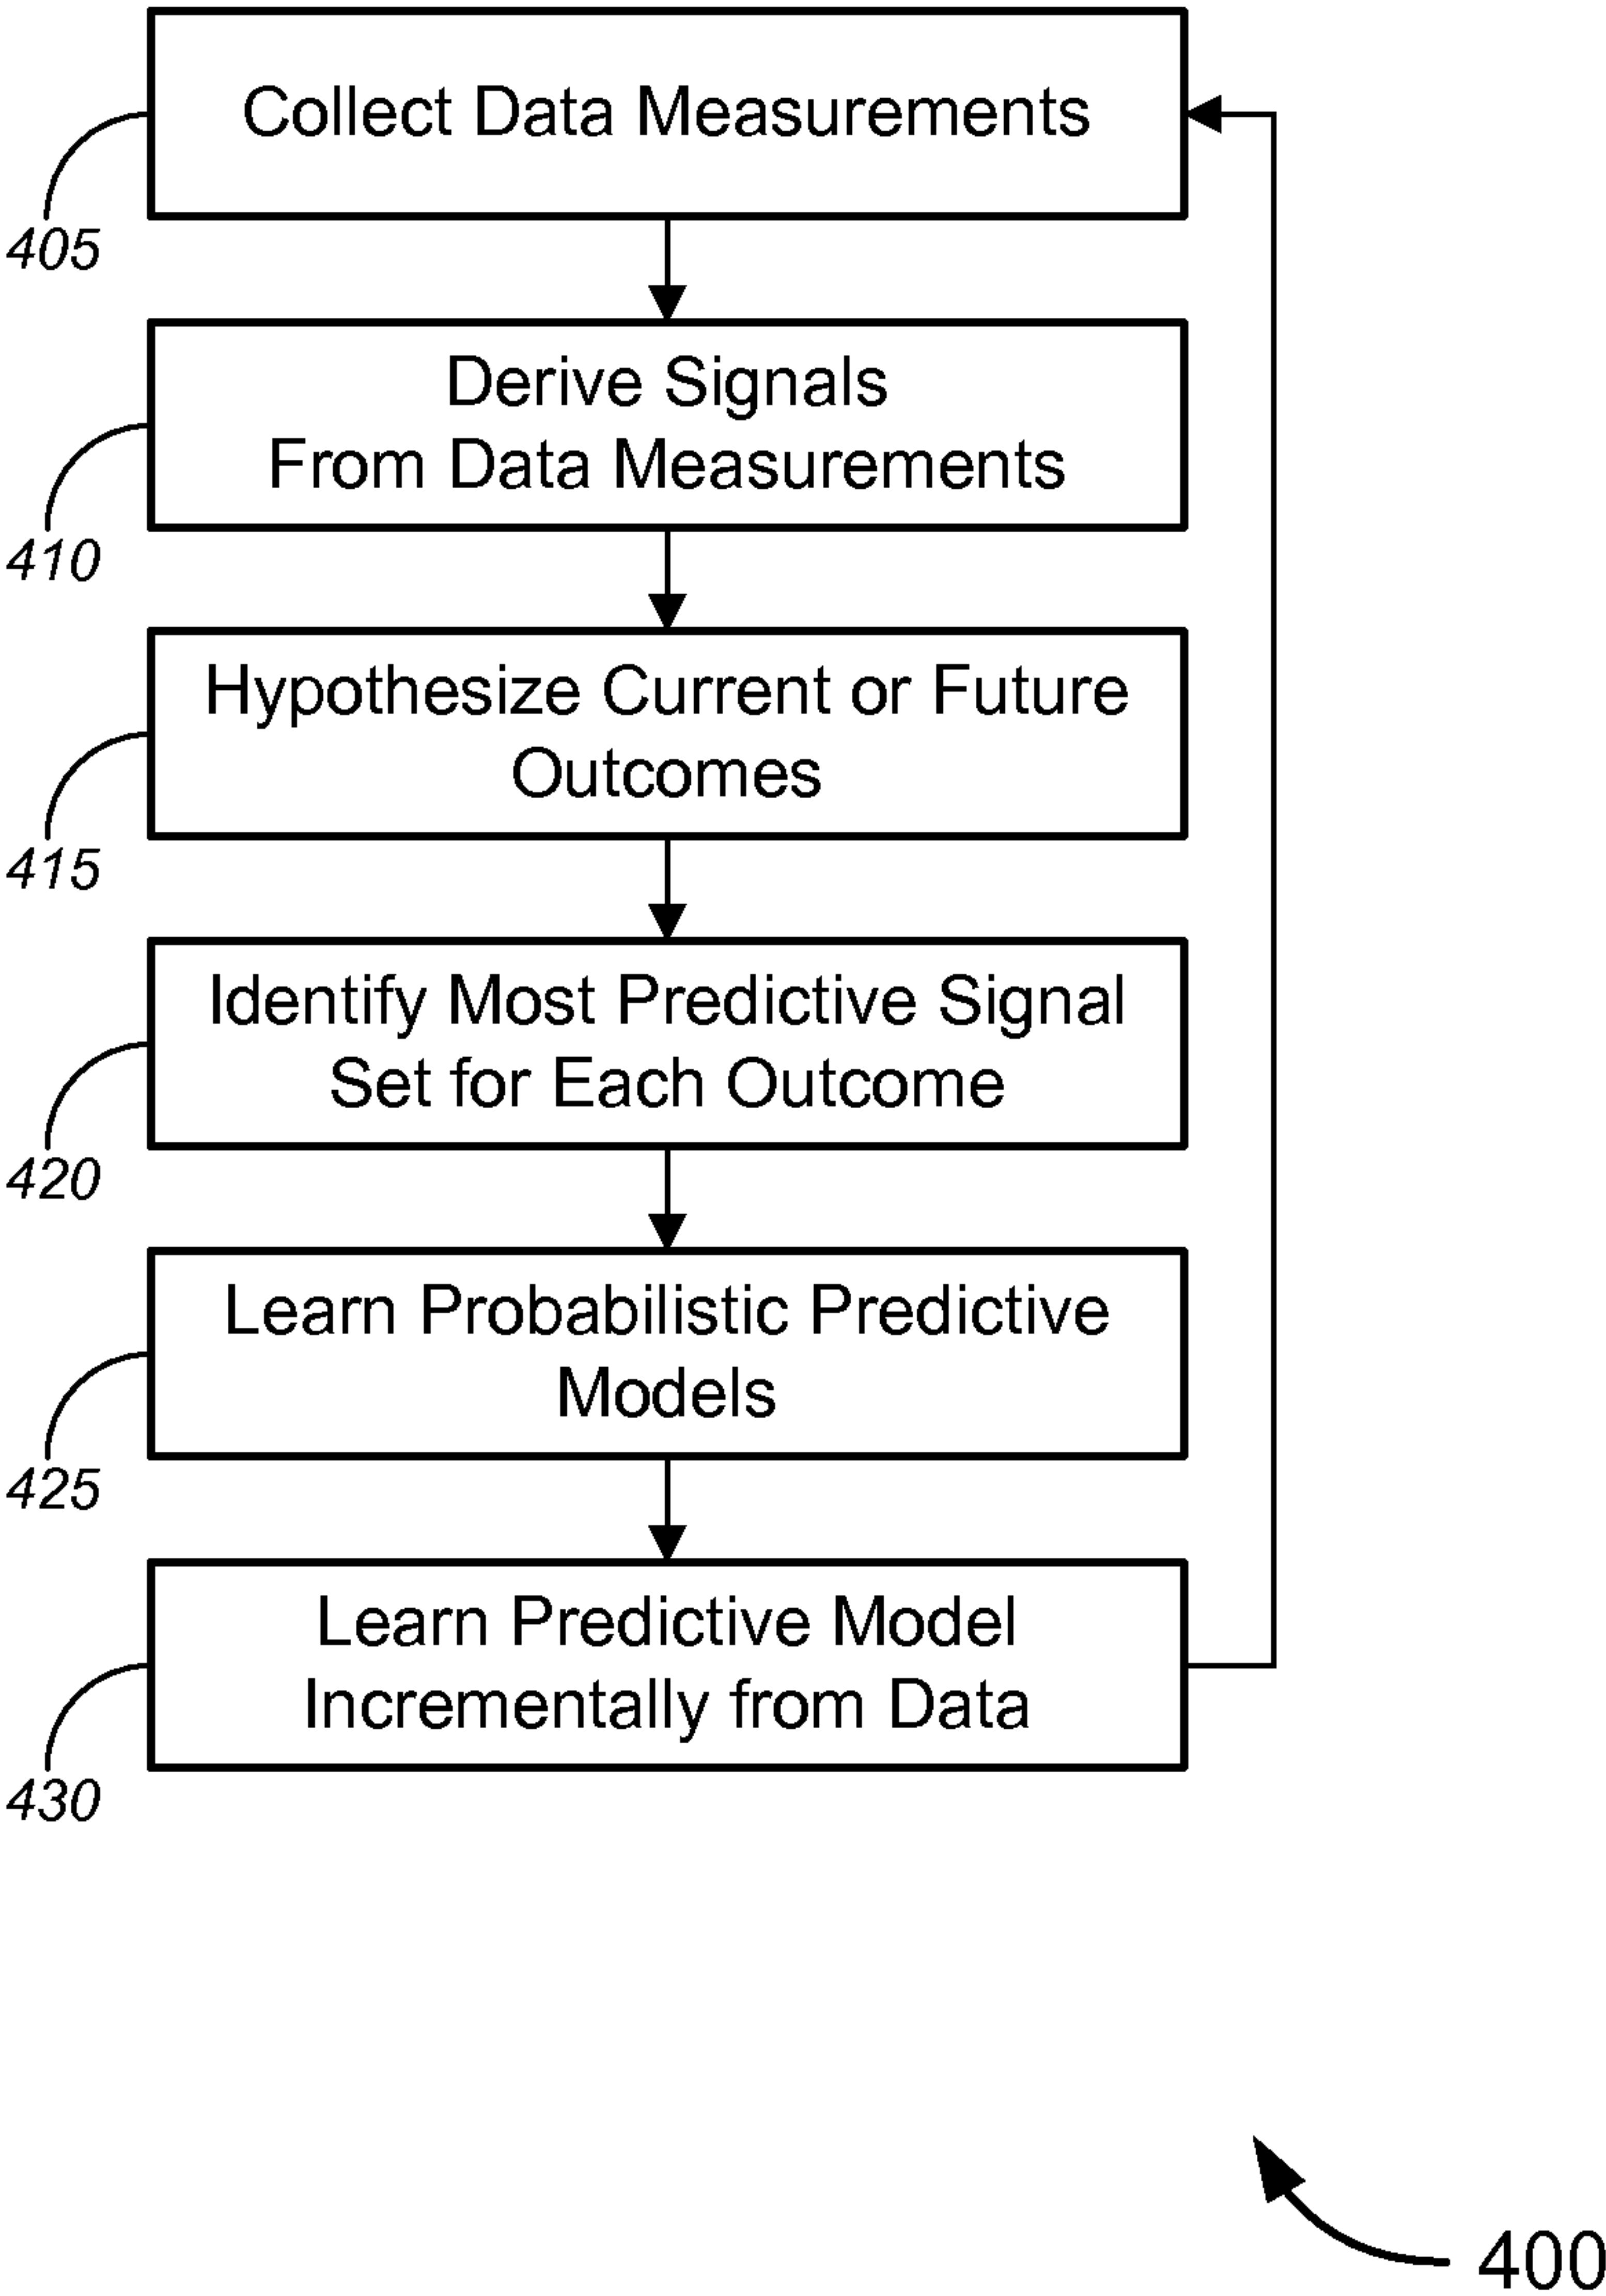 Collect Data Measurements
405
Derive Signals
From Data Measurements
410
Hypothesize Current or Future
Outcomes
415
Identify Most Predictive Signal
Set for Each Outcome
420
Learn Probabilistic Predictive
Models
425
Learn Predictive Model
Incrementally from Data
430
400